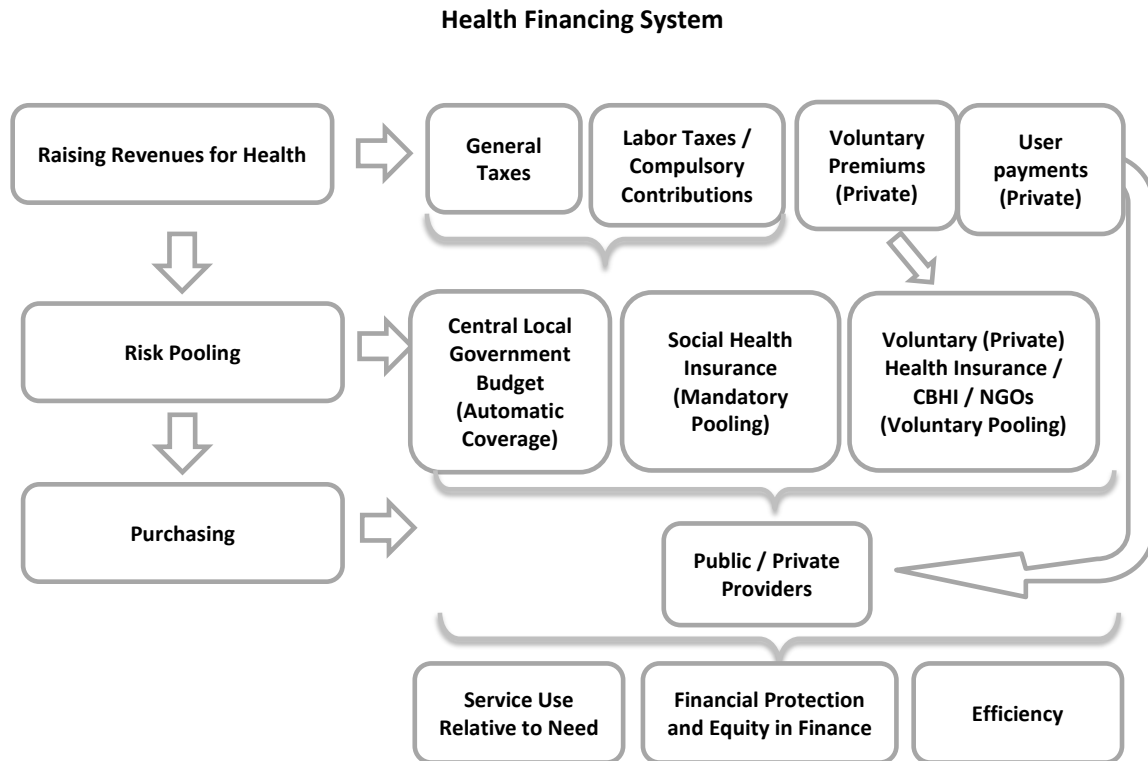 Health Financing System
Raising Revenues for Health
General
Taxes
Labor Taxes /
Compulsory
Contributions
Voluntary
Premiums
(Private)
User
payments
(Private)
Risk Pooling
Central Local
Government
Budget
(Automatic
Coverage)
Social Health
Insurance
(Mandatory
Pooling)
Voluntary (Private)
Health Insurance /
CBHI / NGOs
(Voluntary Pooling)
Purchasing
Public / Private
Providers
Service Use
Relative to Need
Financial Protection
and Equity in Finance
Efficiency